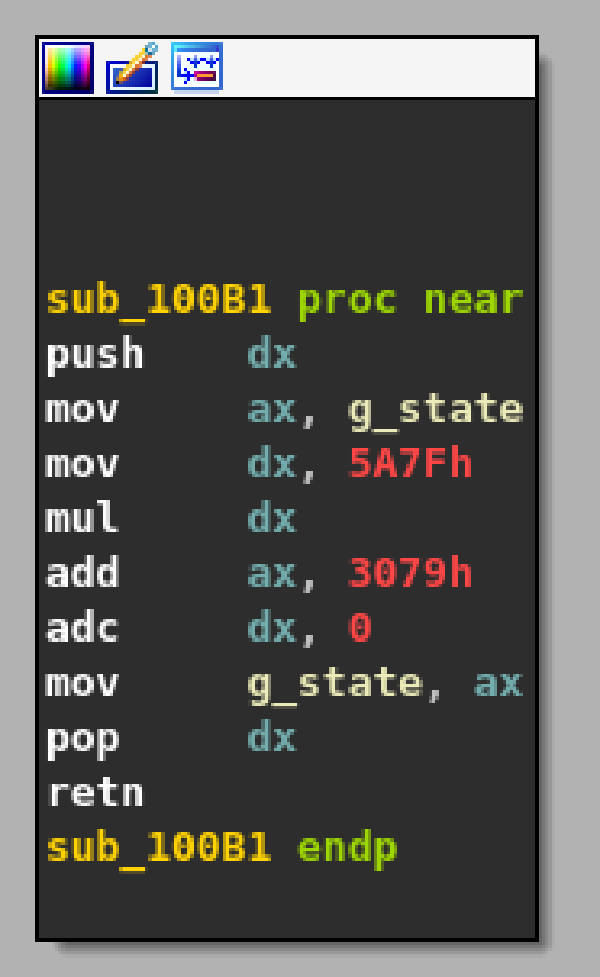 sub_100B1 proc near
push dx
mov ax, g_state
mov dx, 5A7Fh
mul dx
add ax, 3079h
adc dx, 0
mov g_state, ax
pop dx
retn
sub_100B1 endp